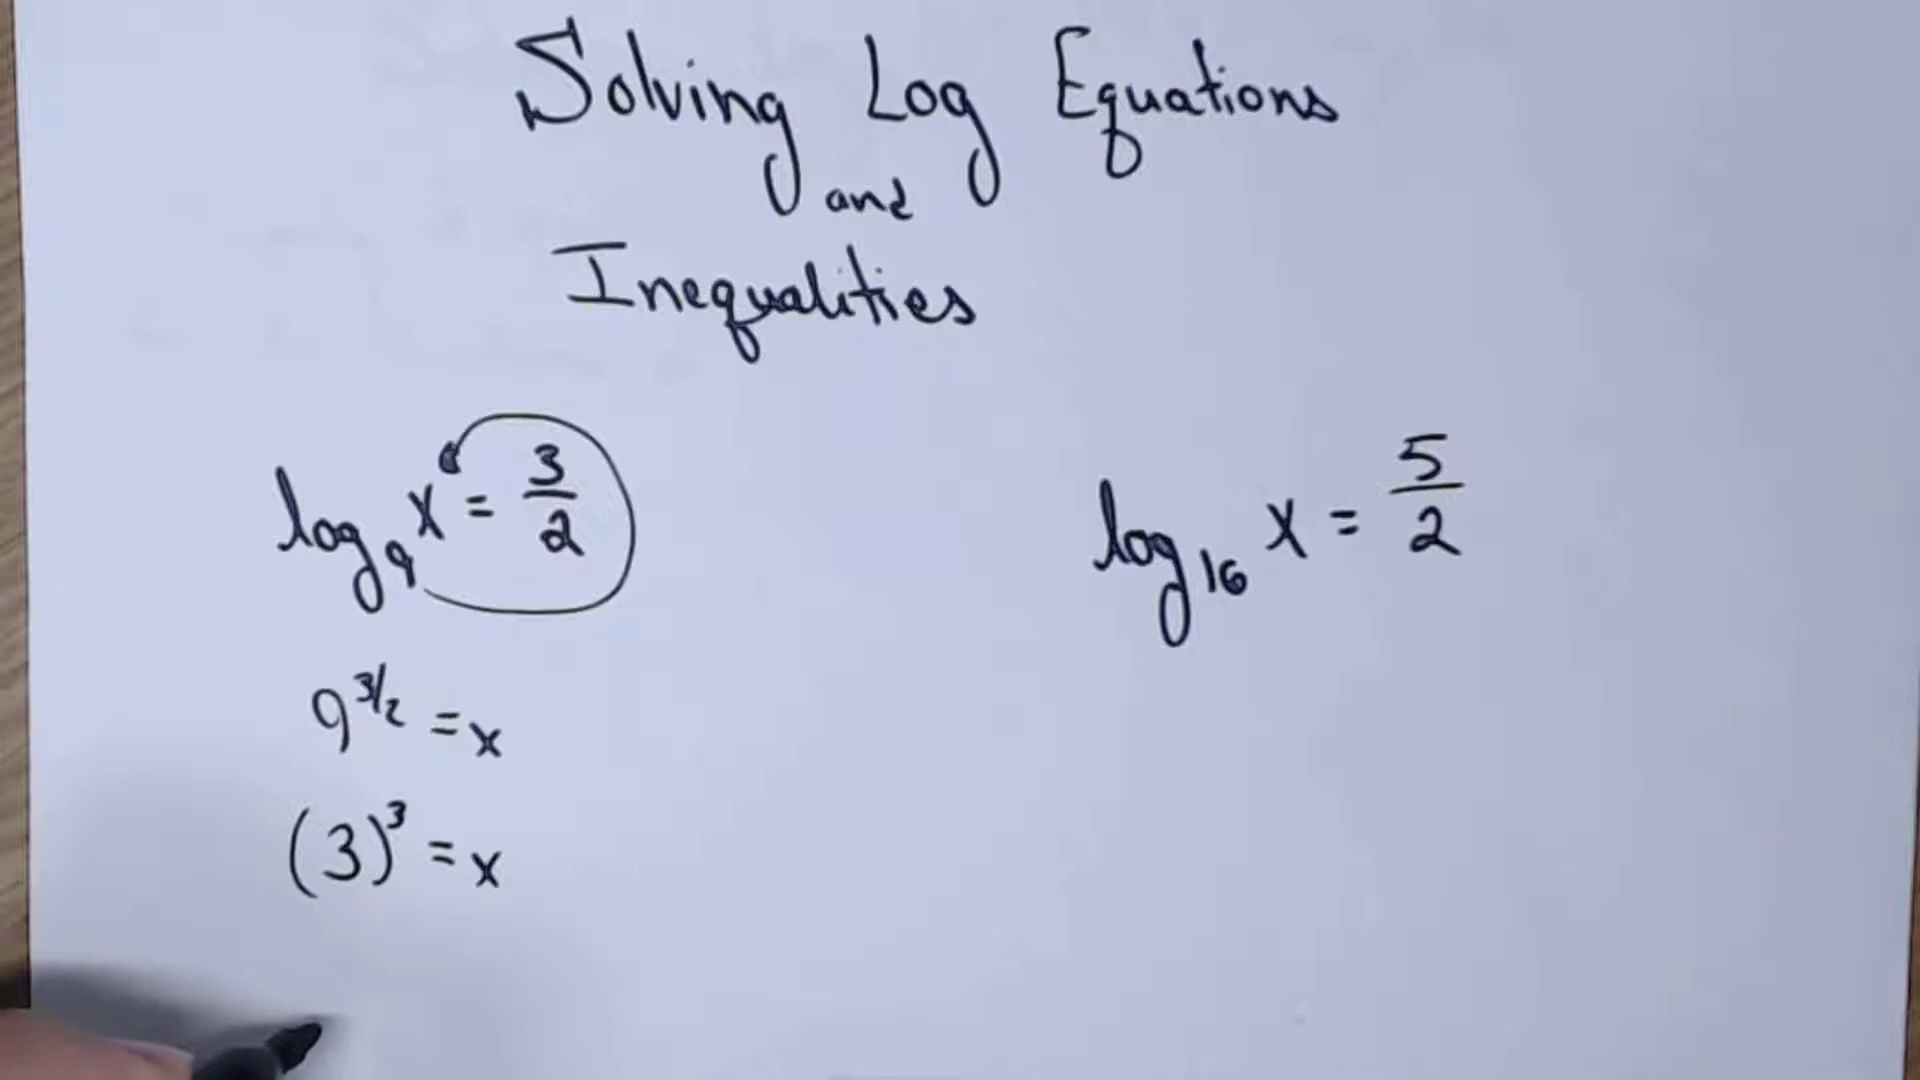 Solving Log Equations
and
Inequalities
log₉ x = 3/2
9^3/2 = x
(3)³ = x
log₁₆ x = 5/2